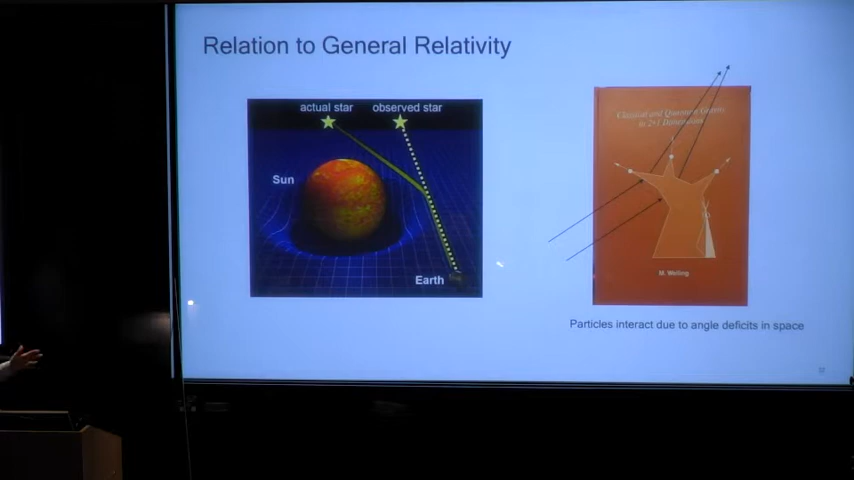 Relation to General Relativity
actual star
observed star
Sun
Earth
Classical and Quantum Gravity
in 2+1 Dimensions
M. Welling
Particles interact due to angle deficits in space